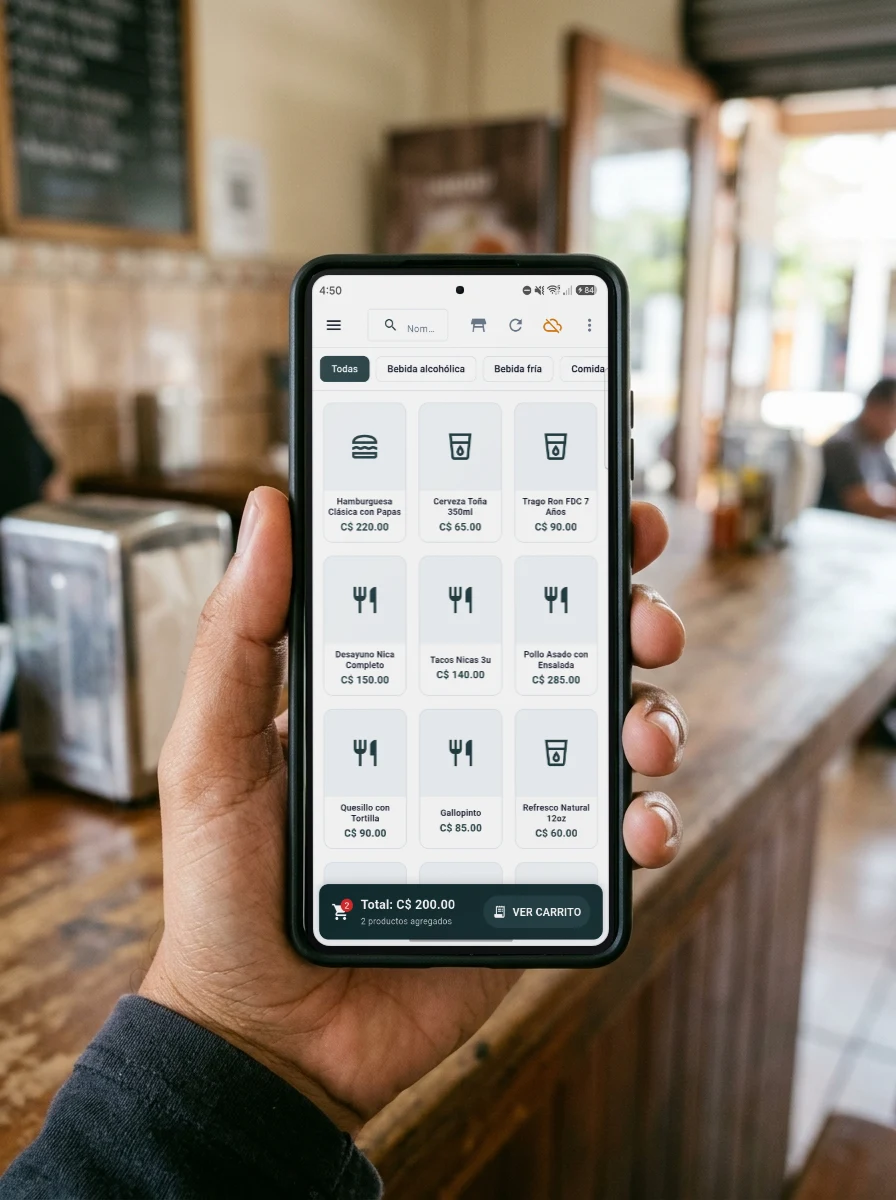 4:50
84
Nom...
Todas
Bebida alcohólica
Bebida fría
Comida
Hamburguesa
Clásica con Papas
C$ 220.00
Cerveza Toña
350ml
C$ 65.00
Trago Ron FDC 7
Años
C$ 90.00
Desayuno Nica
Completo
C$ 150.00
Tacos Nicas 3u
C$ 140.00
Pollo Asado con
Ensalada
C$ 285.00
Quesillo con
Tortilla
C$ 90.00
Gallopinto
C$ 85.00
Refresco Natural
12oz
C$ 60.00
2
Total: C$ 200.00
2 productos agregados
VER CARRITO